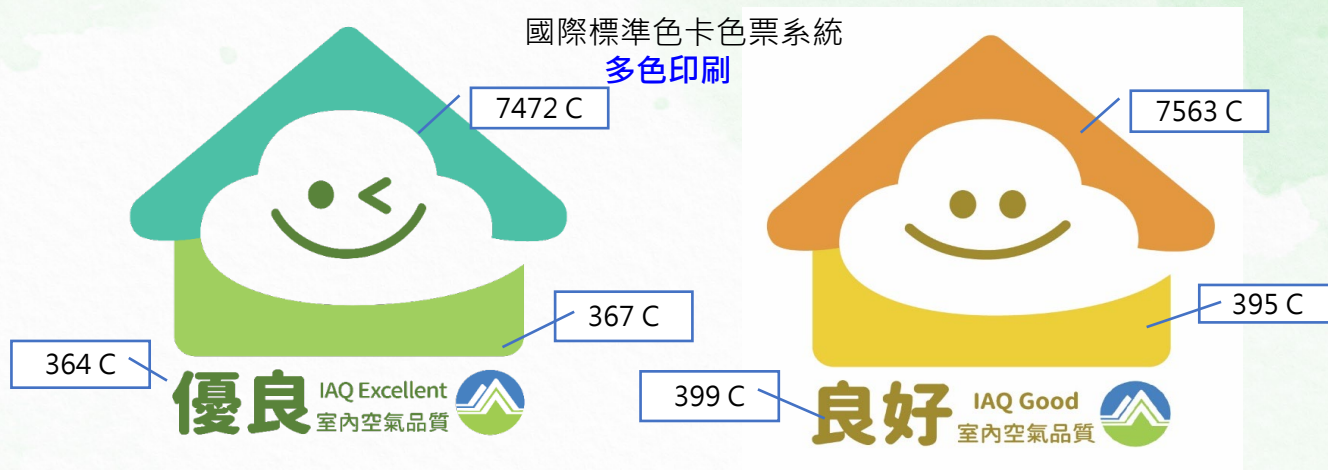 國際標準色卡色票系統
多色印刷
7472 C
367 C
364 C
優良
IAQ Excellent
室內空氣品質
7563 C
395 C
399 C
良好
IAQ Good
室內空氣品質